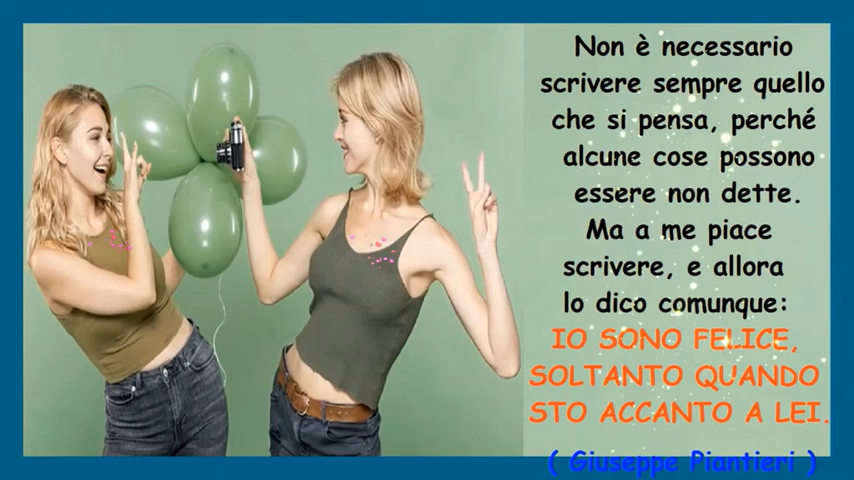 Non è necessario
scrivere sempre quello
che si pensa, perché
alcune cose possono
essere non dette.
Ma a me piace
scrivere, e allora
lo dico comunque:
IO SONO FELICE,
SOLTANTO QUANDO
STO ACCANTO A LEI.
( Giuseppe Piantieri )